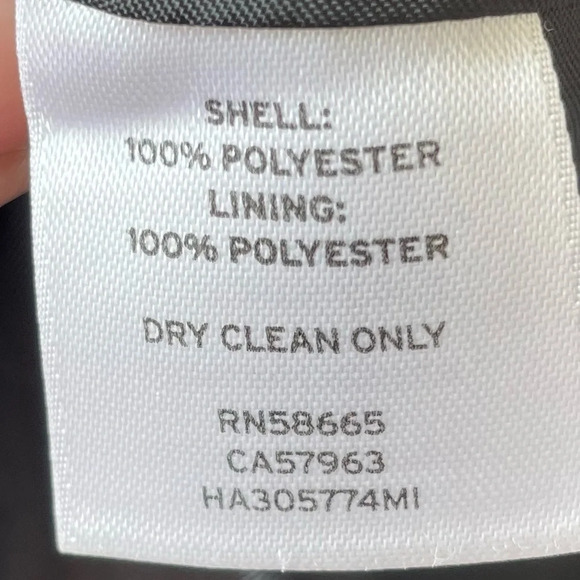 SHELL:
100% POLYESTER
LINING:
100% POLYESTER
DRY CLEAN ONLY
RN58665
CA57963
HA305774MI